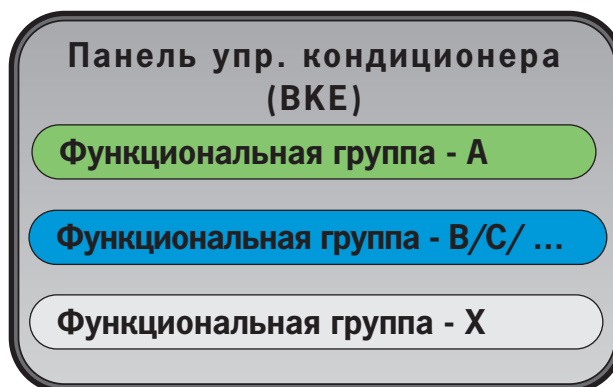 Панель упр. кондиционера
(BKE)
Функциональная группа - A
Функциональная группа - B/C/ ...
Функциональная группа - X